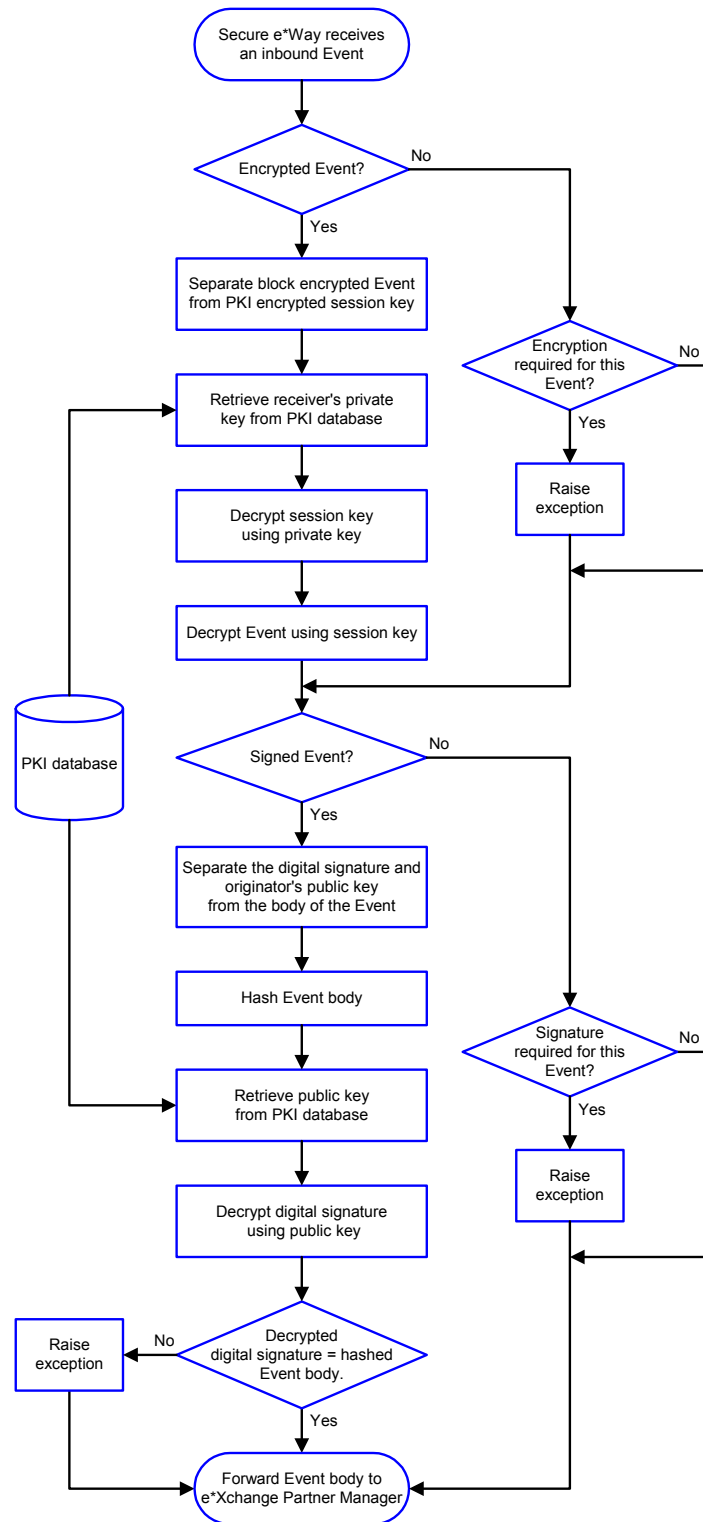 Secure e*Way receives
an inbound Event
Encrypted Event?
No
Yes
Separate block encrypted Event
from PKI encrypted session key
Encryption
required for this
Event?
No
Yes
Retrieve receiver's private
key from PKI database
Raise
exception
Decrypt session key
using private key
Decrypt Event using session key
PKI database
Signed Event?
No
Yes
Separate the digital signature and
originator's public key
from the body of the Event
Hash Event body
Signature
required for this
Event?
No
Yes
Retrieve public key
from PKI database
Raise
exception
Decrypt digital signature
using public key
Decrypted
digital signature = hashed
Event body.
No
Raise
exception
Yes
Forward Event body to
e*Xchange Partner Manager